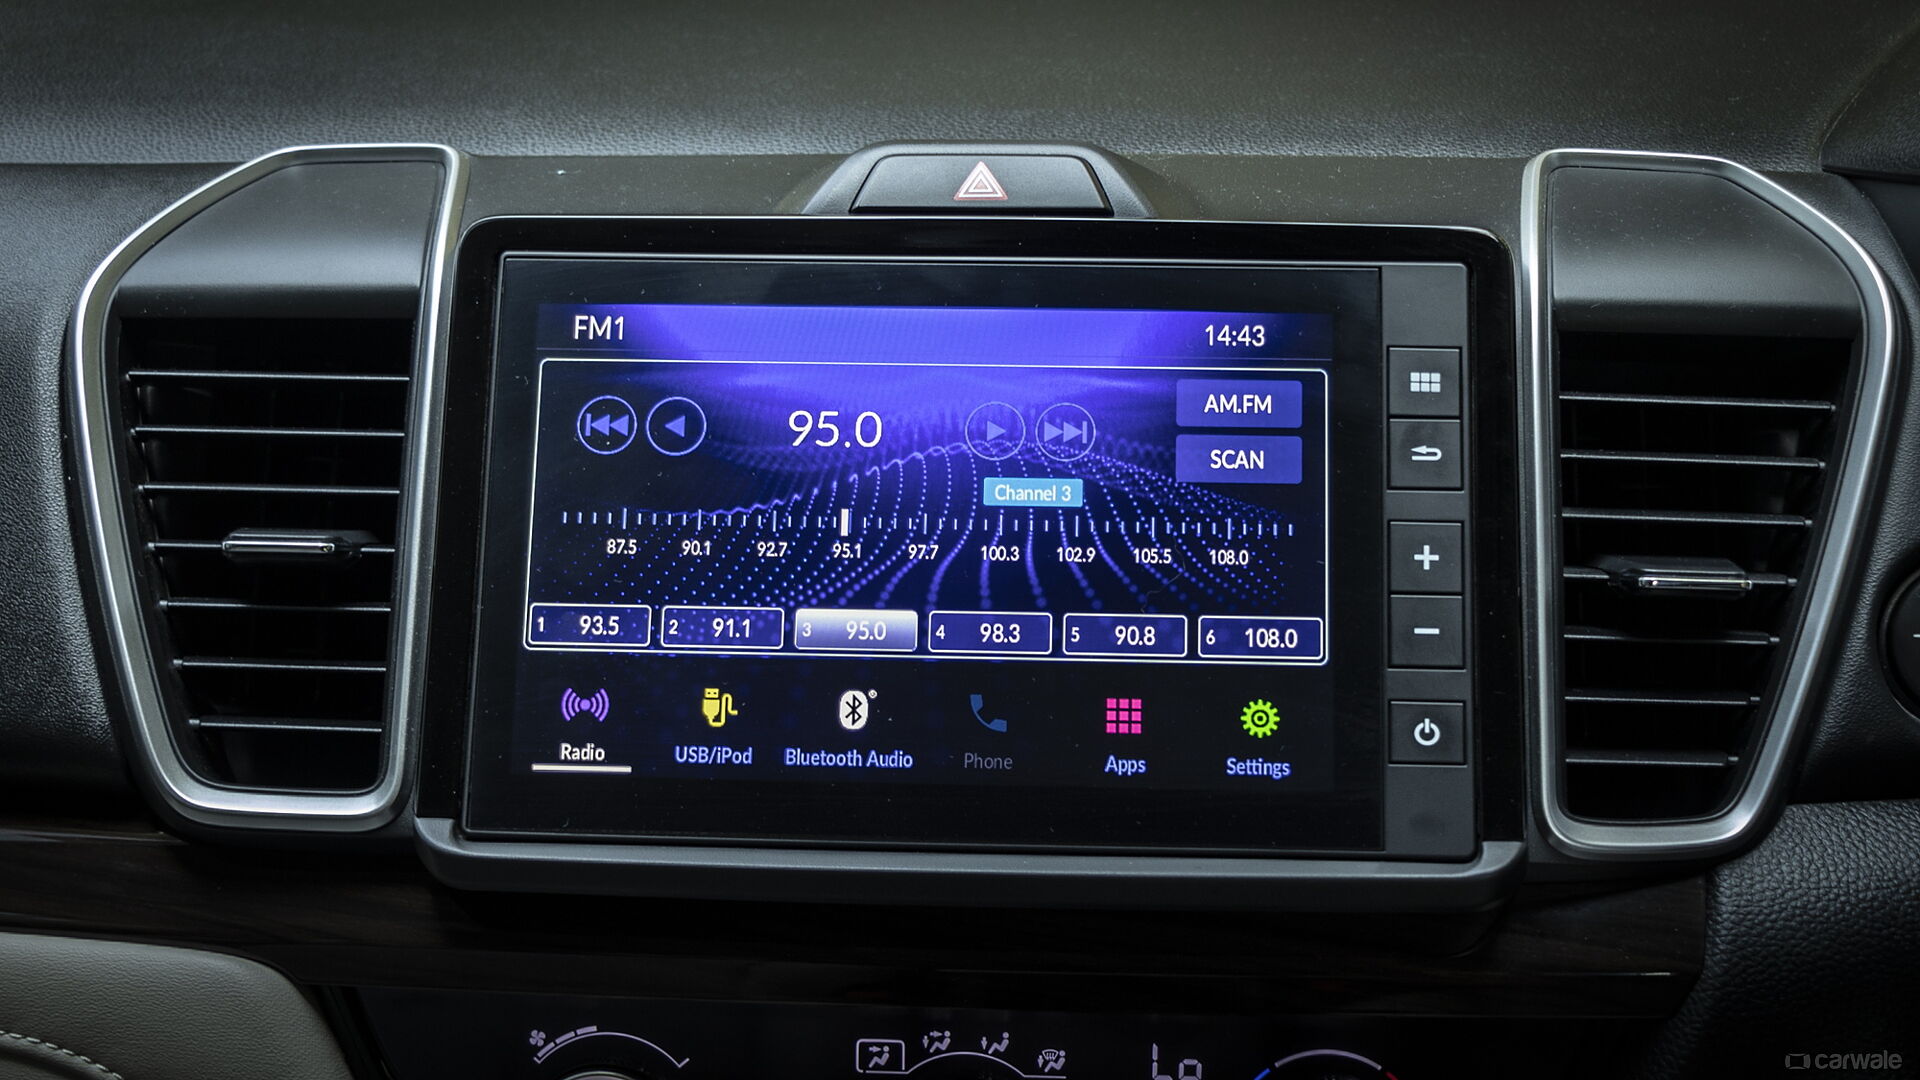 FM1
14:43
95.0
AM.FM
SCAN
Channel 3
87.5 90.1 92.7 95.1 97.7 100.3 102.9 105.5 108.0
1 93.5 2 91.1 3 95.0 4 98.3 5 90.8 6 108.0
Radio USB/iPod Bluetooth Audio Phone Apps Settings
Lo
carwale